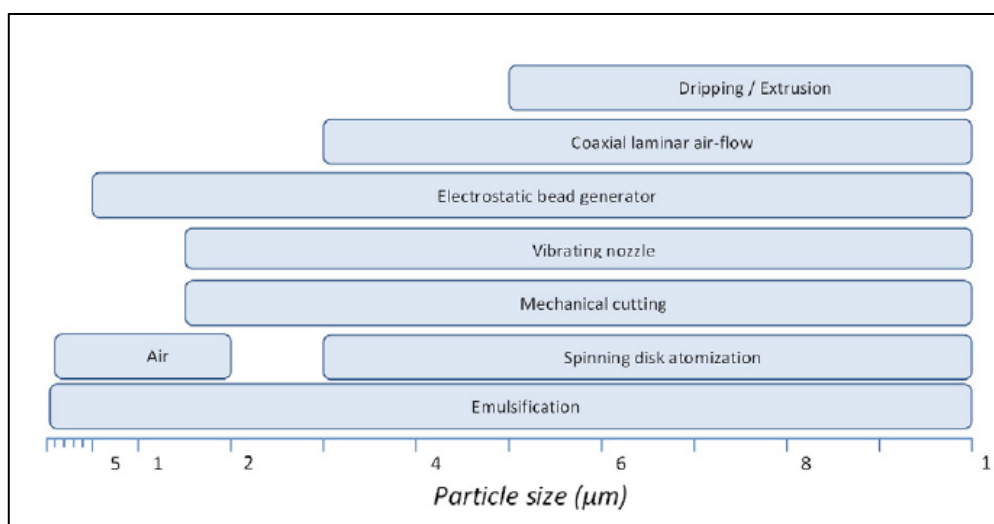 Dripping / Extrusion
Coaxial laminar air-flow
Electrostatic bead generator
Vibrating nozzle
Mechanical cutting
Air Spinning disk atomization
Emulsification
5 1 2 4 6 8 1
Particle size (μm)